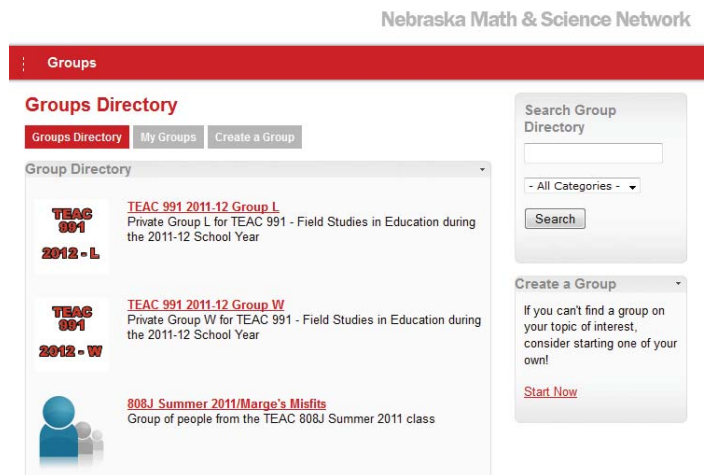 Nebraska Math & Science Network
Groups
Groups Directory
Groups Directory
My Groups
Create a Group
Group Directory
TEAC
991
2012 - L
TEAC 991 2011-12 Group L
Private Group L for TEAC 991 - Field Studies in Education during
the 2011-12 School Year
TEAC
991
2012 - W
TEAC 991 2011-12 Group W
Private Group W for TEAC 991 - Field Studies in Education during
the 2011-12 School Year
808J Summer 2011/Marge's Misfits
Group of people from the TEAC 808J Summer 2011 class
Search Group
Directory
- All Categories -
Search
Create a Group
If you can't find a group on
your topic of interest,
consider starting one of your
own!
Start Now